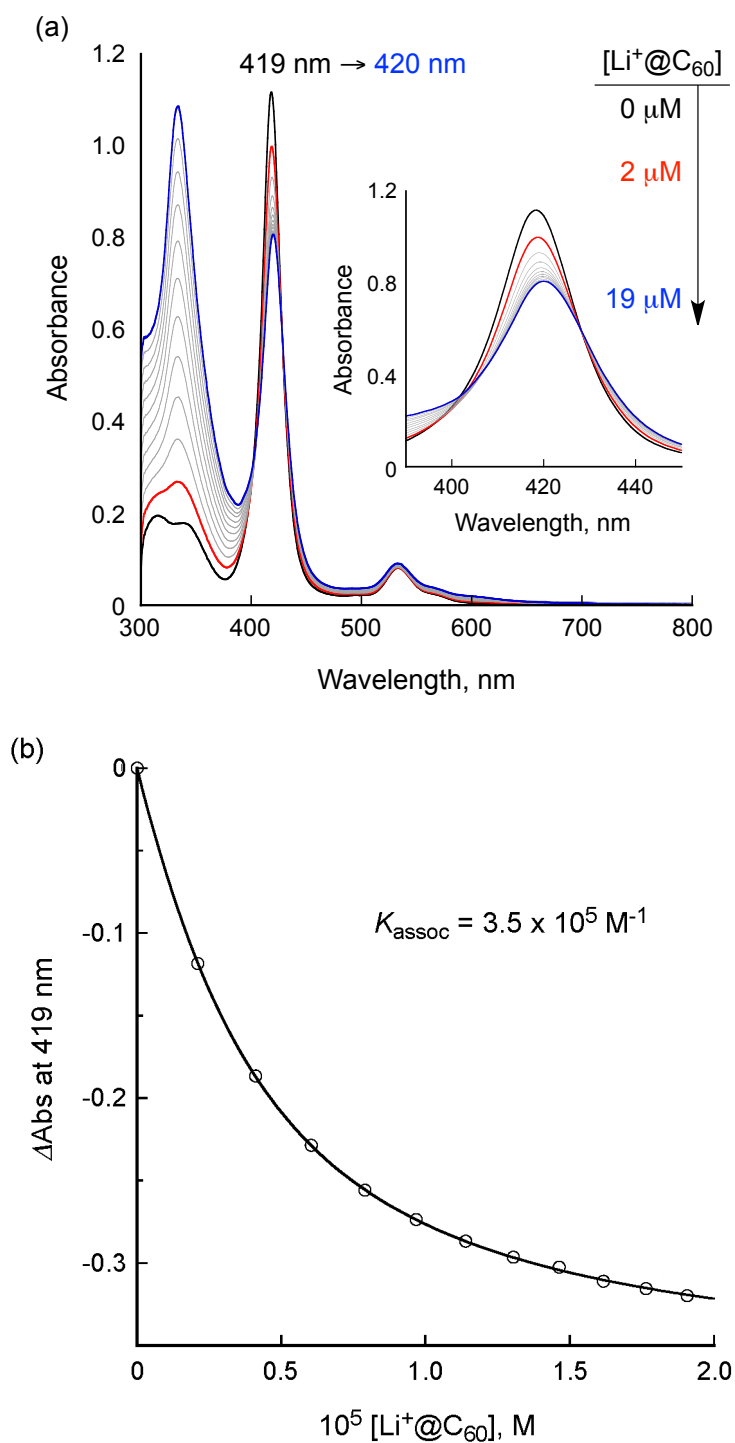 (a)
419 nm → 420 nm
[Li⁺@C₆₀]
0 μM
2 μM
19 μM
Absorbance
1.2
1.0
0.8
0.6
0.4
0.2
0
300 400 500 600 700 800
Wavelength, nm
Absorbance
1.2
0.8
0.4
0
400 420 440
Wavelength, nm
(b)
ΔAbs at 419 nm
0
-0.1
-0.2
-0.3
K assoc = 3.5 x 10⁵ M⁻¹
0 0.5 1.0 1.5 2.0
10⁵ [Li⁺@C₆₀], M